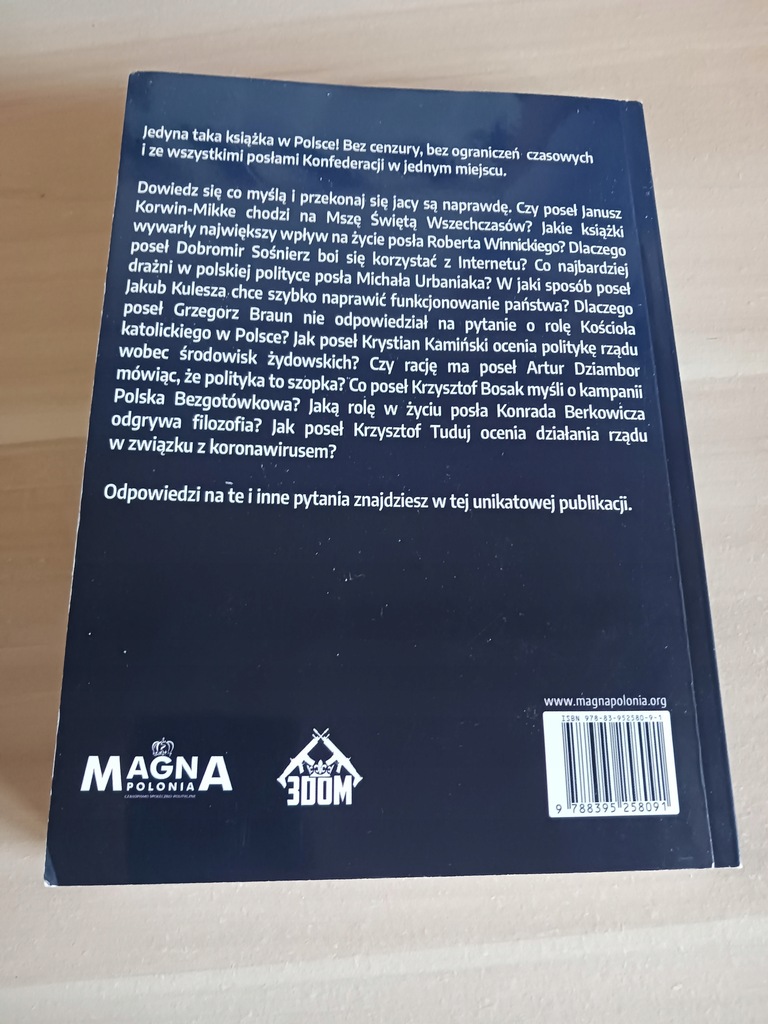 Jedyna taka książka w Polsce! Bez cenzury, bez ograniczeń czasowych
i ze wszystkimi posłami Konfederacji w jednym miejscu.
Dowiedz się co myślą i przekonaj się jacy są naprawdę. Czy poseł Janusz
Korwin-Mikke chodzi na Mszę Świętą Wszechczasów? Jakie książki
wywarły największy wpływ na życie posła Roberta Winnickiego? Dlaczego
poseł Dobromir Sośnierz boi się korzystać z Internetu? Co najbardziej
drażni w polskiej polityce posła Michała Urbaniaka? W jaki sposób poseł
Jakub Kulesza chce szybko naprawić funkcjonowanie państwa? Dlaczego
poseł Grzegorz Braun nie odpowiedział na pytanie o rolę Kościoła
katolickiego w Polsce? Jak poseł Krystian Kamiński ocenia politykę rządu
wobec środowisk żydowskich? Czy rację ma poseł Artur Dziambor
mówiąc, że polityka to szopka? Co poseł Krzysztof Bosak myśli o kampanii
Polska Bezgotówkowa? Jaką rolę w życiu posła Konrada Berkowicza
odgrywa filozofia? Jak poseł Krzysztof Tuduj ocenia działania rządu
w związku z koronawirusem?
Odpowiedzi na te i inne pytania znajdziesz w tej unikatowej publikacji.
www.magnapolonia.org
ISBN 978-83-952580-9-1
9 788395 258091
MAGNA
POLONIA
CZASOPISMO SPOŁECZNO-POLITYCZNE
3DOM